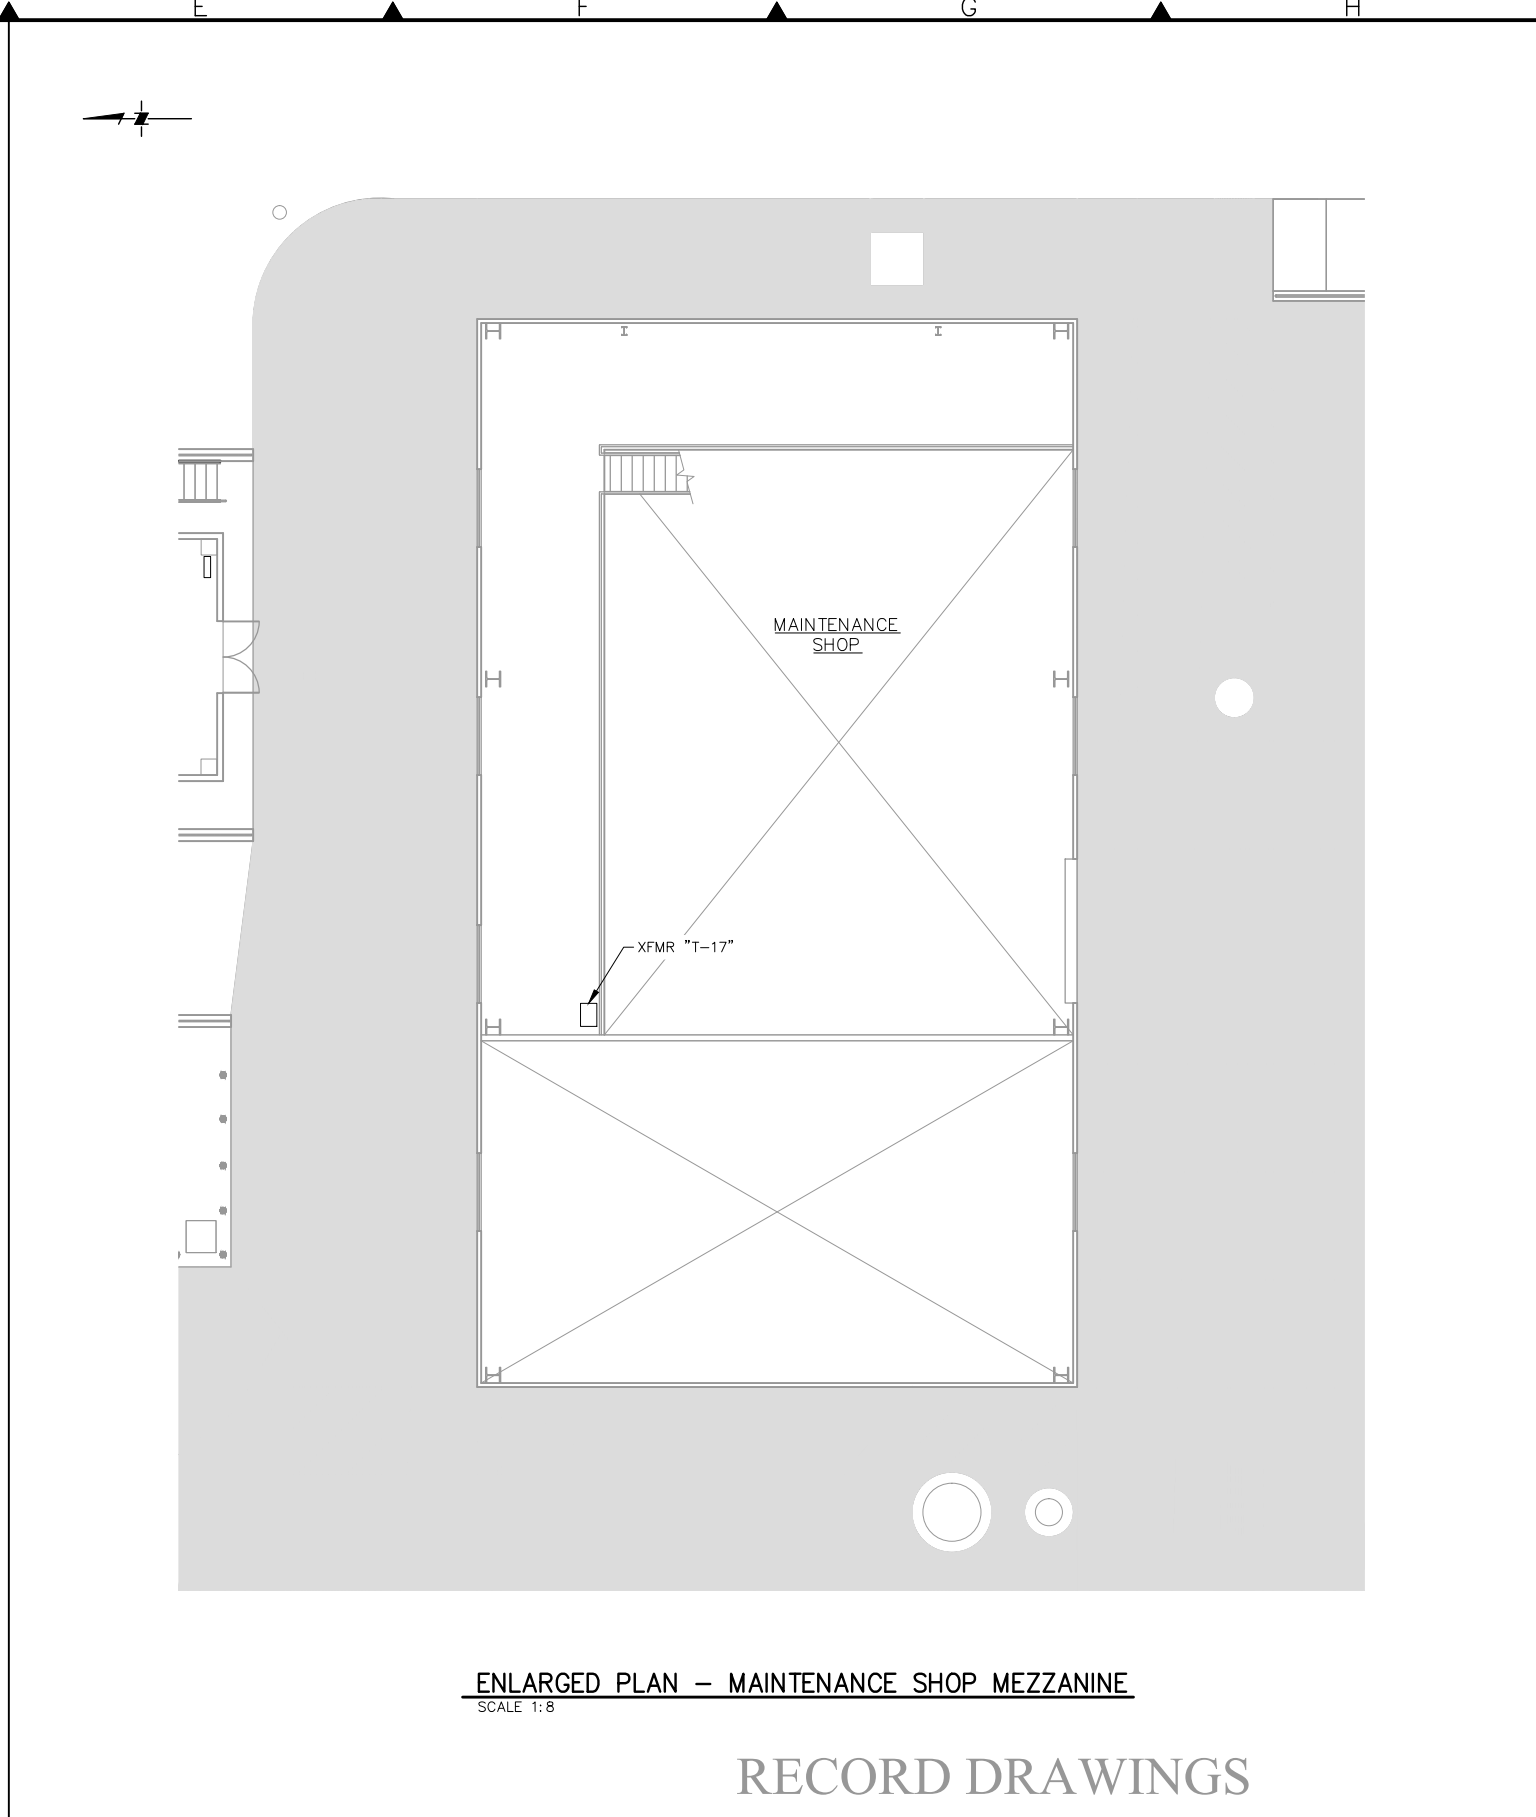 E F G H
N
MAINTENANCE
SHOP
XFMR "T-17"
ENLARGED PLAN - MAINTENANCE SHOP MEZZANINE
SCALE 1:8
RECORD DRAWINGS